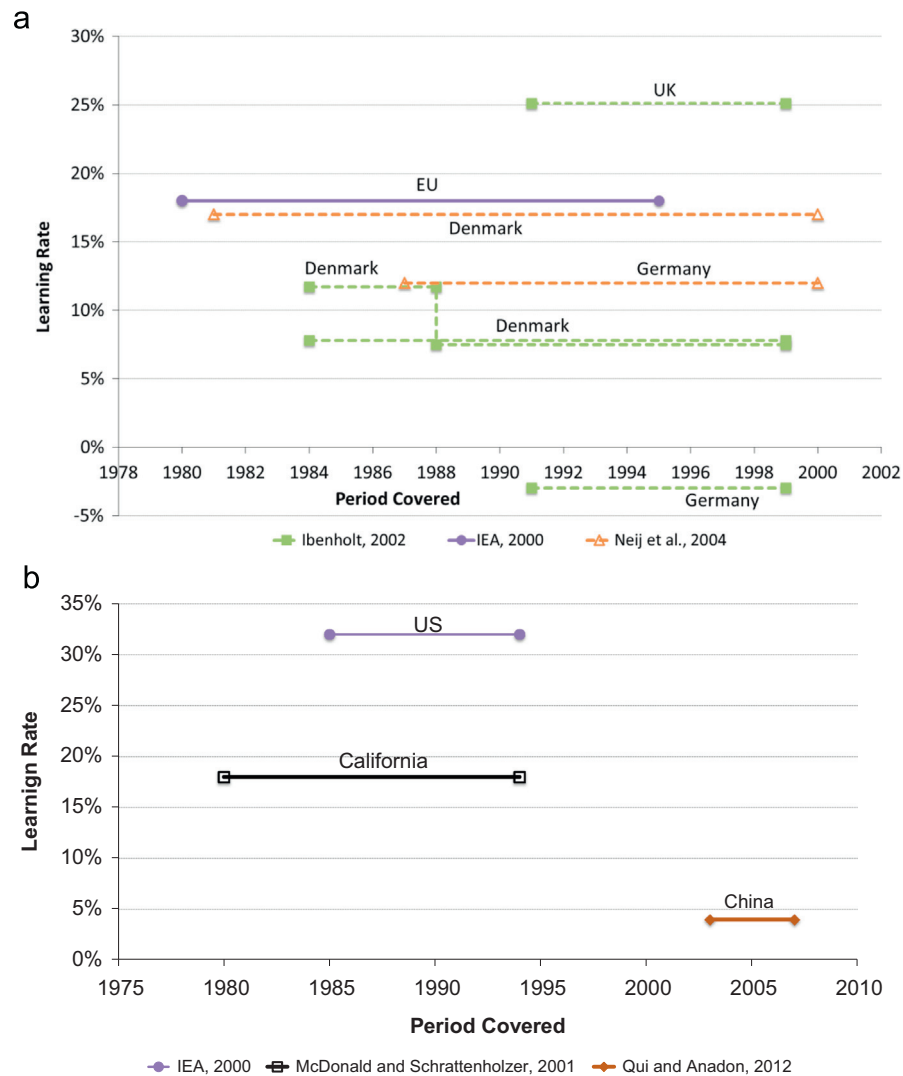 a
30%
25%
20%
15%
10%
5%
0%
-5%
Learning Rate
UK
EU
Denmark
Denmark
Germany
Denmark
Germany
1978 1980 1982 1984 1986 1988 1990 1992 1994 1996 1998 2000 2002
Period Covered
Ibenholt, 2002 IEA, 2000 Neij et al., 2004
b
35%
30%
25%
20%
15%
10%
5%
0%
Learnign Rate
US
California
China
1975 1980 1985 1990 1995 2000 2005 2010
Period Covered
IEA, 2000 McDonald and Schrattenholzer, 2001 Qui and Anadon, 2012